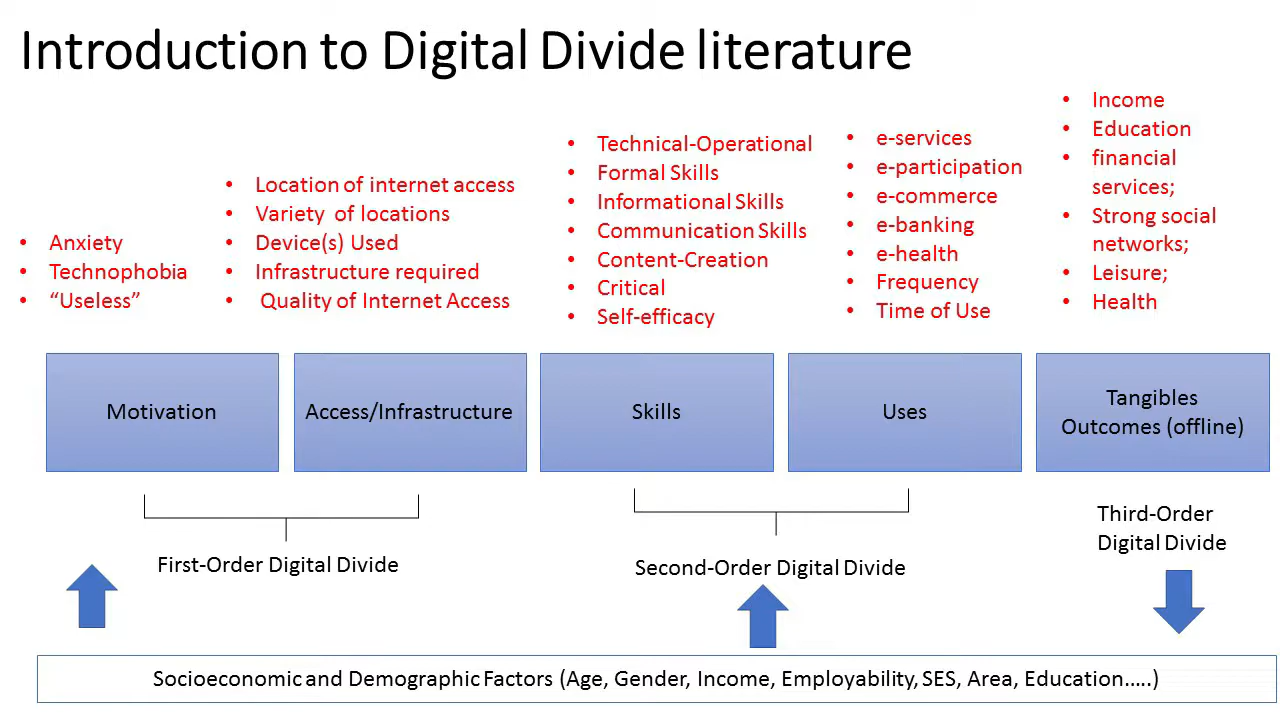 Introduction to Digital Divide literature
• Anxiety
• Technophobia
• “Useless”
• Location of internet access
• Variety of locations
• Device(s) Used
• Infrastructure required
• Quality of Internet Access
• Technical-Operational
• Formal Skills
• Informational Skills
• Communication Skills
• Content-Creation
• Critical
• Self-efficacy
• e-services
• e-participation
• e-commerce
• e-banking
• e-health
• Frequency
• Time of Use
• Income
• Education
• financial
services;
• Strong social
networks;
• Leisure;
• Health
Motivation
Access/Infrastructure
Skills
Uses
Tangibles
Outcomes (offline)
First-Order Digital Divide
Second-Order Digital Divide
Third-Order
Digital Divide
Socioeconomic and Demographic Factors (Age, Gender, Income, Employability, SES, Area, Education.....)